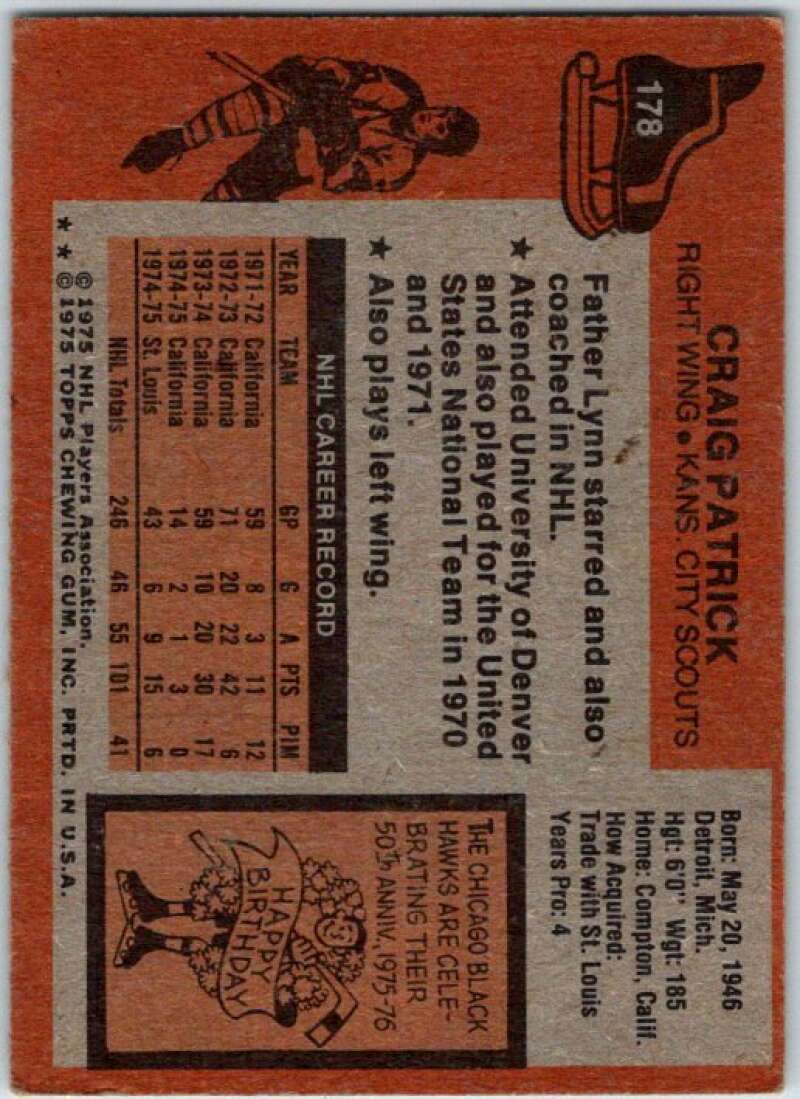 178
CRAIG PATRICK
RIGHT WING • KANS. CITY SCOUTS
Born: May 20, 1946
Detroit, Mich.
Hgt: 6'0" Wgt: 185
Home: Compton, Calif.
How Acquired:
Trade with St. Louis
Years Pro: 4
Father Lynn starred and also
coached in NHL.
★ Attended University of Denver
and also played for the United
States National Team in 1970
and 1971.
★ Also plays left wing.
NHL CAREER RECORD
YEAR TEAM GP G A PTS PIM
1971-72 California 59 8 3 11 12
1972-73 California 71 20 22 42 6
1973-74 California 59 10 20 30 17
1974-75 California 14 2 1 3 0
1974-75 St. Louis 43 6 9 15 6
NHL Totals 246 46 55 101 41
THE CHICAGO BLACK
HAWKS ARE CELE-
BRATING THEIR
50th ANNIV., 1975-76
HAPPY
BIRTHDAY
★ © 1975 NHL Players Association.
★ © 1975 TOPPS CHEWING GUM, INC. PRTD. IN U.S.A.